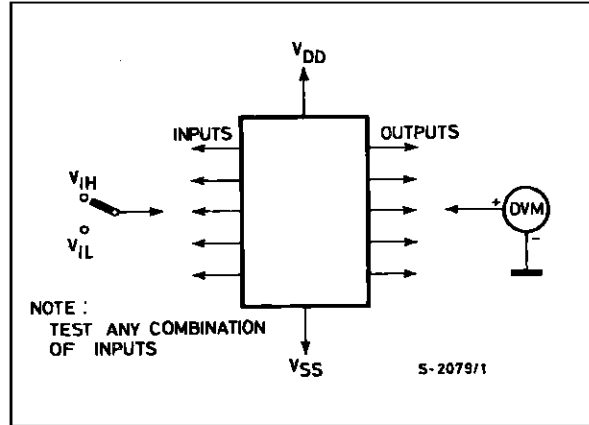 VDD
INPUTS
OUTPUTS
VIH
VIL
+
DVM
-
NOTE :
TEST ANY COMBINATION
OF INPUTS
VSS
S-2079/1